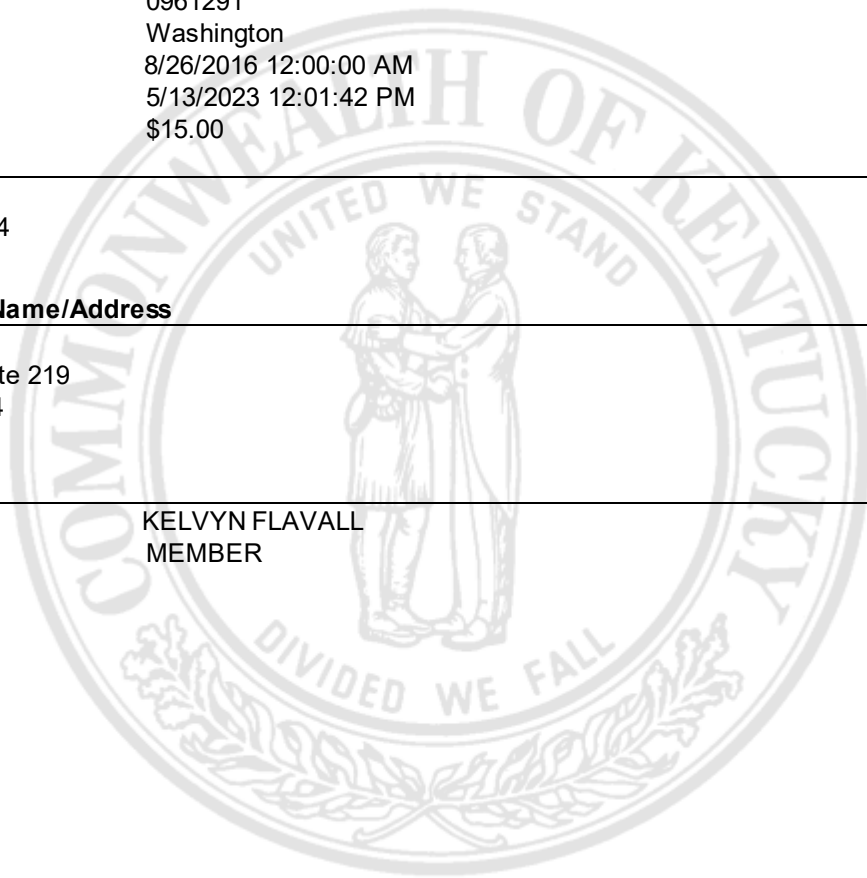 0961291
Washington
8/26/2016 12:00:00 AM
5/13/2023 12:01:42 PM
$15.00
4
Name/Address
te 219
4
KELVYN FLAVALL
MEMBER
COMMONWEALTH OF KENTUCKY
UNITED WE STAND
DIVIDED WE FALL